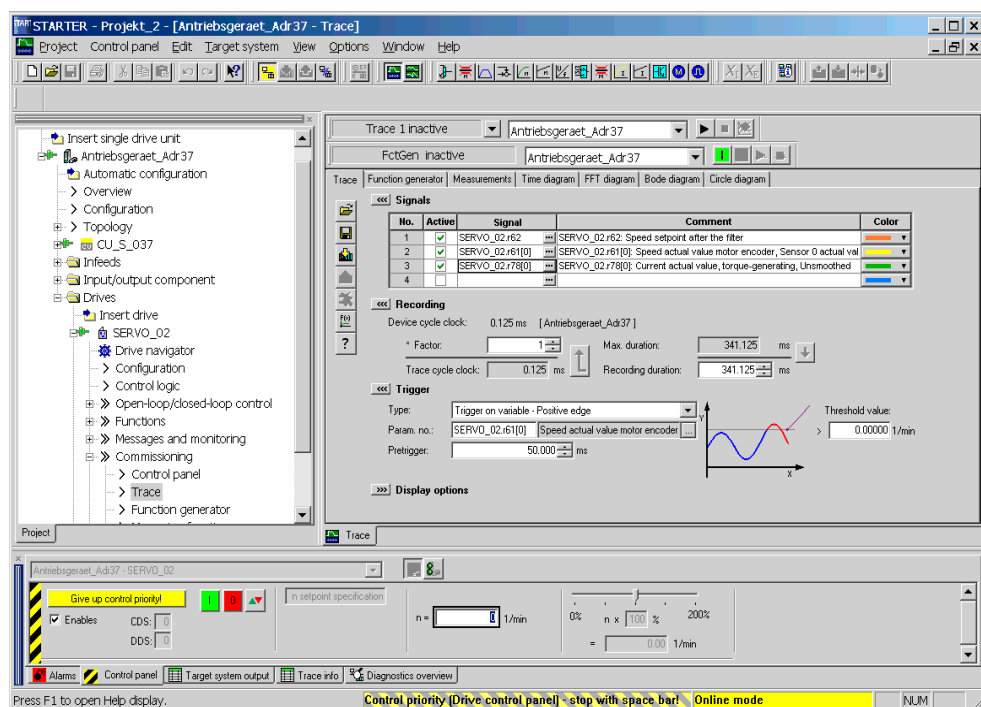 STARTER - Projekt_2 - [Antriebsgeraet_Adr37 - Trace]
Project Control panel Edit Target system View Options Window Help
Insert single drive unit
Antriebsgeraet_Adr37
Automatic configuration
Overview
Configuration
Topology
CU_S_037
Infeeds
Input/output component
Drives
Insert drive
SERVO_02
Drive navigator
Configuration
Control logic
Open-loop/closed-loop control
Functions
Messages and monitoring
Commissioning
Control panel
Trace
Function generator
Project
Trace 1 inactive Antriebsgeraet_Adr37
FctGen inactive Antriebsgeraet_Adr37
Trace Function generator Measurements Time diagram FFT diagram Bode diagram Circle diagram
<<< Signals
No. Active Signal Comment Color
1 SERVO_02.r62 ... SERVO_02.r62: Speed setpoint after the filter
2 SERVO_02.r61[0] ... SERVO_02.r61[0]: Speed actual value motor encoder, Sensor 0 actual val
3 SERVO_02.r78[0] ... SERVO_02.r78[0]: Current actual value, torque-generating, Unsmoothed
4 ...
<<< Recording
Device cycle clock: 0.125 ms [Antriebsgeraet_Adr37 ]
* Factor: 1 Max. duration: 341.125 ms
Trace cycle clock: 0.125 ms Recording duration: 341.125 ms
<<< Trigger
Type: Trigger on variable - Positive edge Y Threshold value:
Param. no.: SERVO_02.r61[0] Speed actual value motor encoder ... > 0.00000 1/min
Pretrigger: 50.000 ms
X
>>> Display options
Trace
Antriebsgeraet_Adr37 - SERVO_02
Give up control priority! I 0 n setpoint specification
Enables CDS: 0 n = 0 1/min 0% n x 100 % 200%
DDS: 0 = 0.00 1/min
Alarms Control panel Target system output Trace info Diagnostics overview
Press F1 to open Help display. Control priority [Drive control panel] - stop with space bar! Online mode NUM